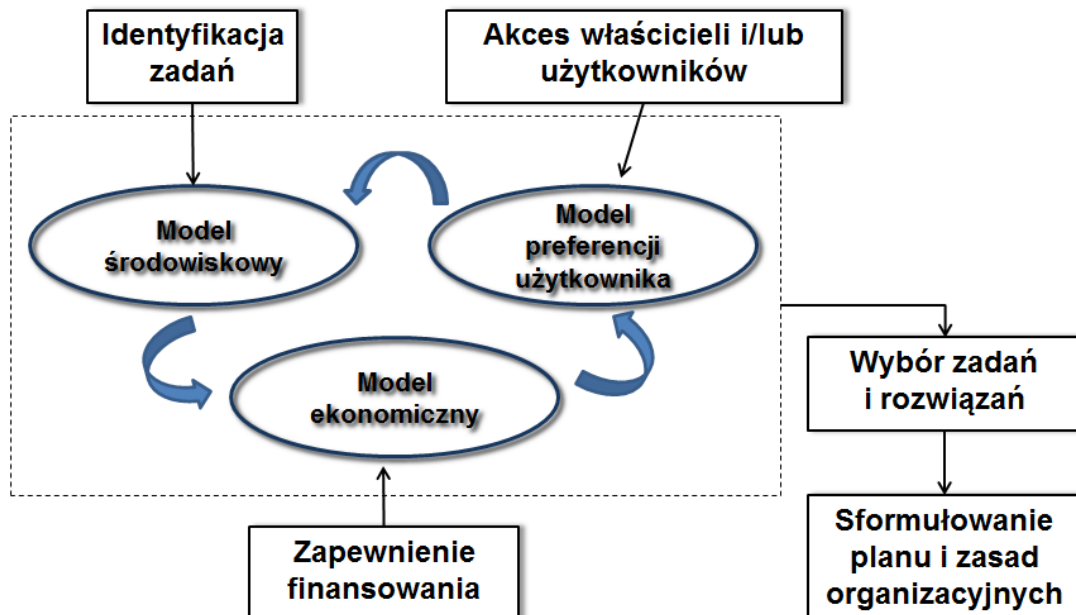 Identyfikacja
zadań
Akces właścicieli i/lub
użytkowników
Model
środowiskowy
Model
preferencji
użytkownika
Model
ekonomiczny
Wybór zadań
i rozwiązań
Zapewnienie
finansowania
Sformułowanie
planu i zasad
organizacyjnych